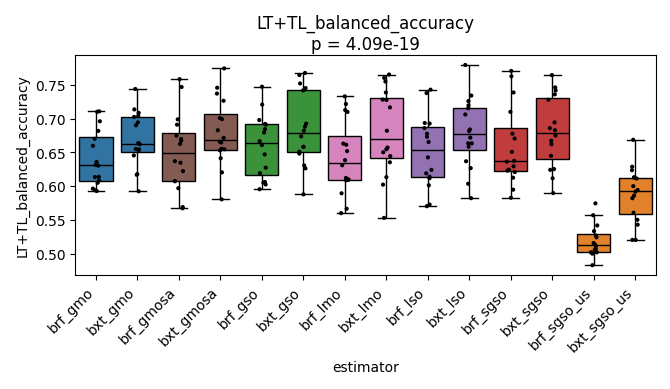 LT+TL_balanced_accuracy
p = 4.09e-19
LT+TL_balanced_accuracy
0.75
0.70
0.65
0.60
0.55
0.50
brf_gmo
bxt_gmo
brf_gmosa
bxt_gmosa
brf_gso
bxt_gso
brf_lmo
bxt_lmo
brf_lso
bxt_lso
brf_sgso
bxt_sgso
brf_sgso_us
bxt_sgso_us
estimator